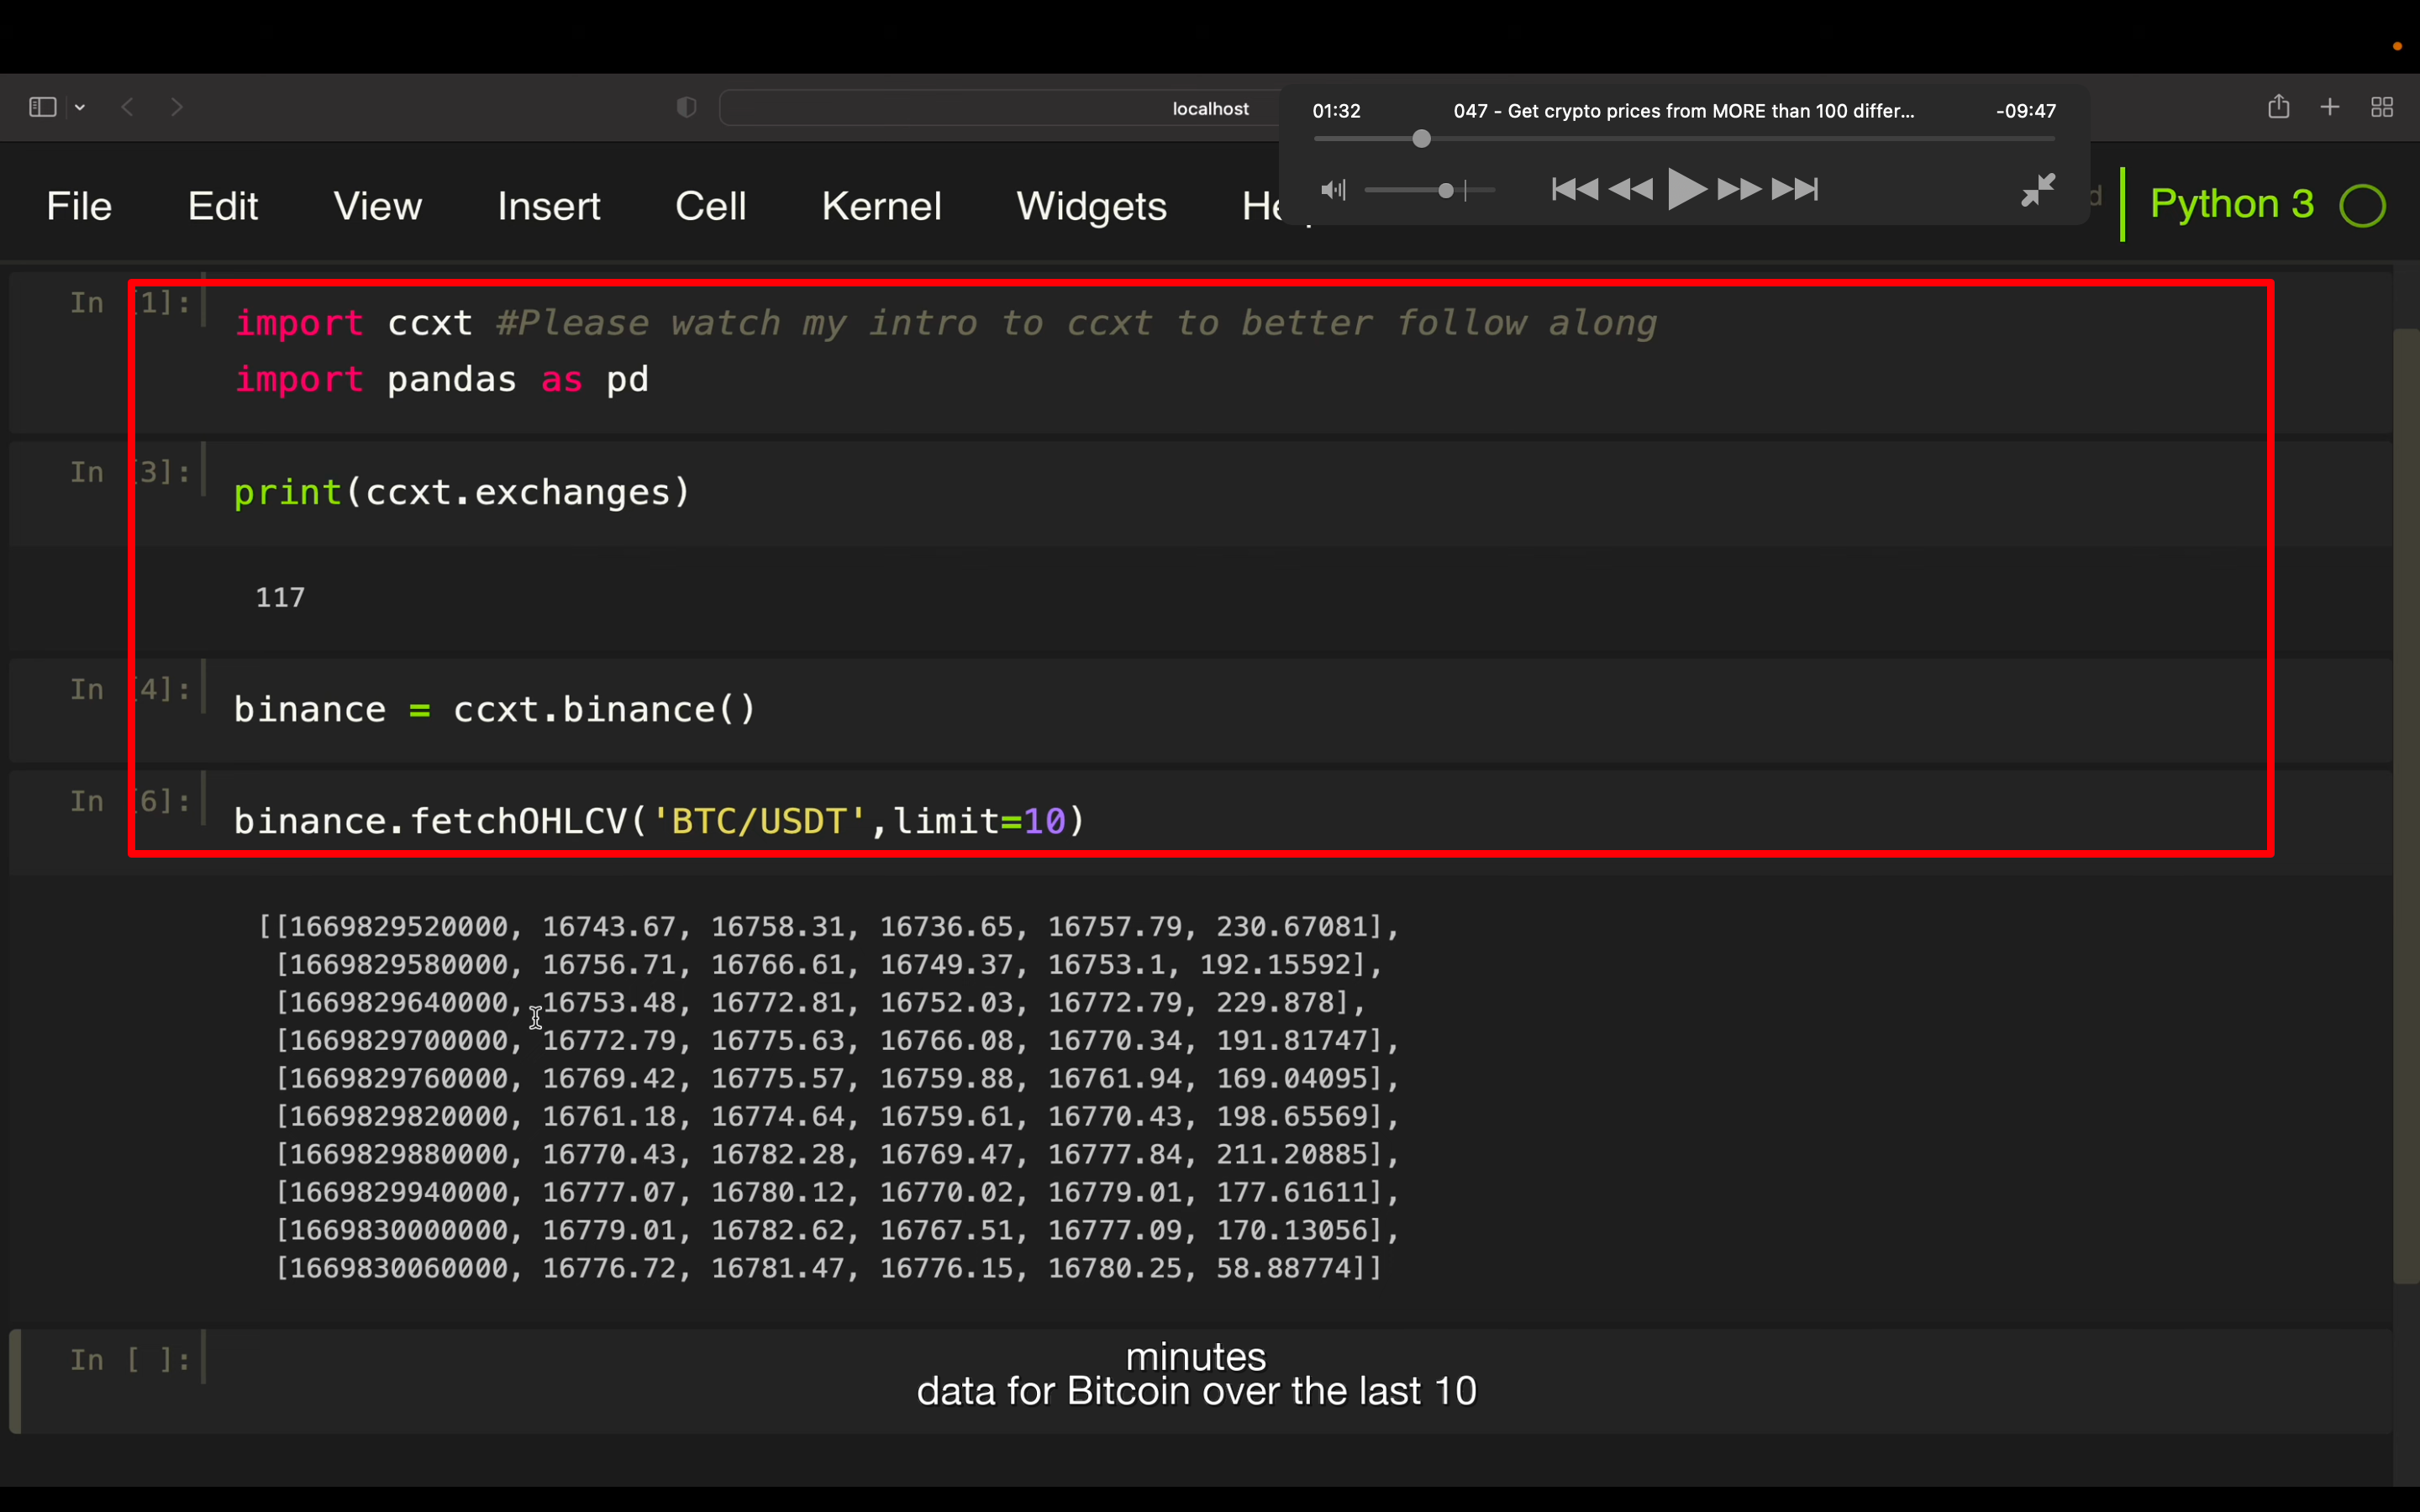 localhost
01:32 047 - Get crypto prices from MORE than 100 differ... -09:47
File Edit View Insert Cell Kernel Widgets Python 3
In [1]: import ccxt #Please watch my intro to ccxt to better follow along
import pandas as pd
In [3]: print(ccxt.exchanges)
117
In [4]: binance = ccxt.binance()
In [6]: binance.fetchOHLCV('BTC/USDT',limit=10)
[[1669829520000, 16743.67, 16758.31, 16736.65, 16757.79, 230.67081],
[1669829580000, 16756.71, 16766.61, 16749.37, 16753.1, 192.15592],
[1669829640000, 16753.48, 16772.81, 16752.03, 16772.79, 229.878],
[1669829700000, 16772.79, 16775.63, 16766.08, 16770.34, 191.81747],
[1669829760000, 16769.42, 16775.57, 16759.88, 16761.94, 169.04095],
[1669829820000, 16761.18, 16774.64, 16759.61, 16770.43, 198.65569],
[1669829880000, 16770.43, 16782.28, 16769.47, 16777.84, 211.20885],
[1669829940000, 16777.07, 16780.12, 16770.02, 16779.01, 177.61611],
[1669830000000, 16779.01, 16782.62, 16767.51, 16777.09, 170.13056],
[1669830060000, 16776.72, 16781.47, 16776.15, 16780.25, 58.88774]]
In [ ]:
minutes
data for Bitcoin over the last 10